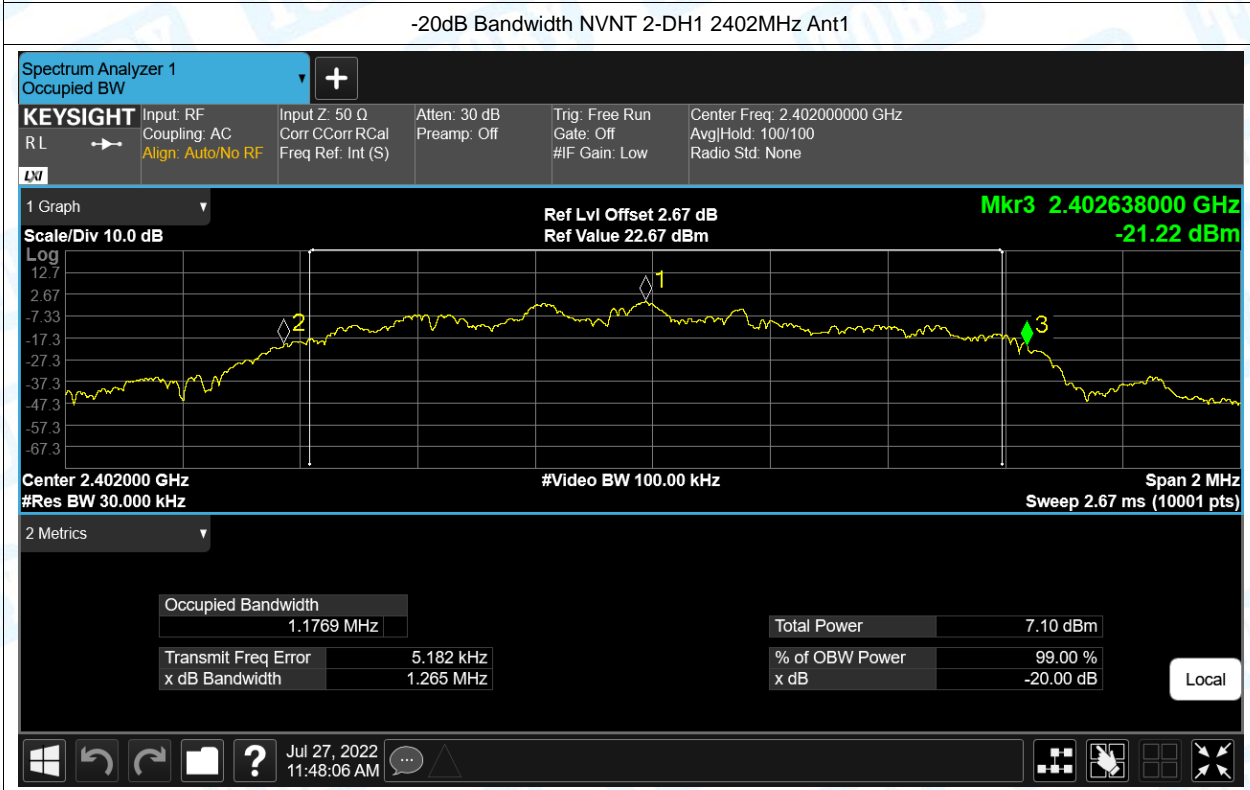 -20dB Bandwidth NVNT 2-DH1 2402MHz Ant1
Spectrum Analyzer 1
Occupied BW
KEYSIGHT
RL
LXI
Input: RF
Coupling: AC
Align: Auto/No RF
Input Z: 50 Ω
Corr CCorr RCal
Freq Ref: Int (S)
Atten: 30 dB
Preamp: Off
Trig: Free Run
Gate: Off
#IF Gain: Low
Center Freq: 2.402000000 GHz
Avg|Hold: 100/100
Radio Std: None
1 Graph
Scale/Div 10.0 dB
Ref Lvl Offset 2.67 dB
Ref Value 22.67 dBm
Mkr3 2.402638000 GHz
-21.22 dBm
Log
12.7
2.67
-7.33
-17.3
-27.3
-37.3
-47.3
-57.3
-67.3
1
2
3
Center 2.402000 GHz
#Video BW 100.00 kHz
Span 2 MHz
#Res BW 30.000 kHz
Sweep 2.67 ms (10001 pts)
2 Metrics
Occupied Bandwidth
1.1769 MHz
Transmit Freq Error 5.182 kHz
x dB Bandwidth 1.265 MHz
Total Power 7.10 dBm
% of OBW Power 99.00 %
x dB -20.00 dB
Local
Jul 27, 2022
11:48:06 AM